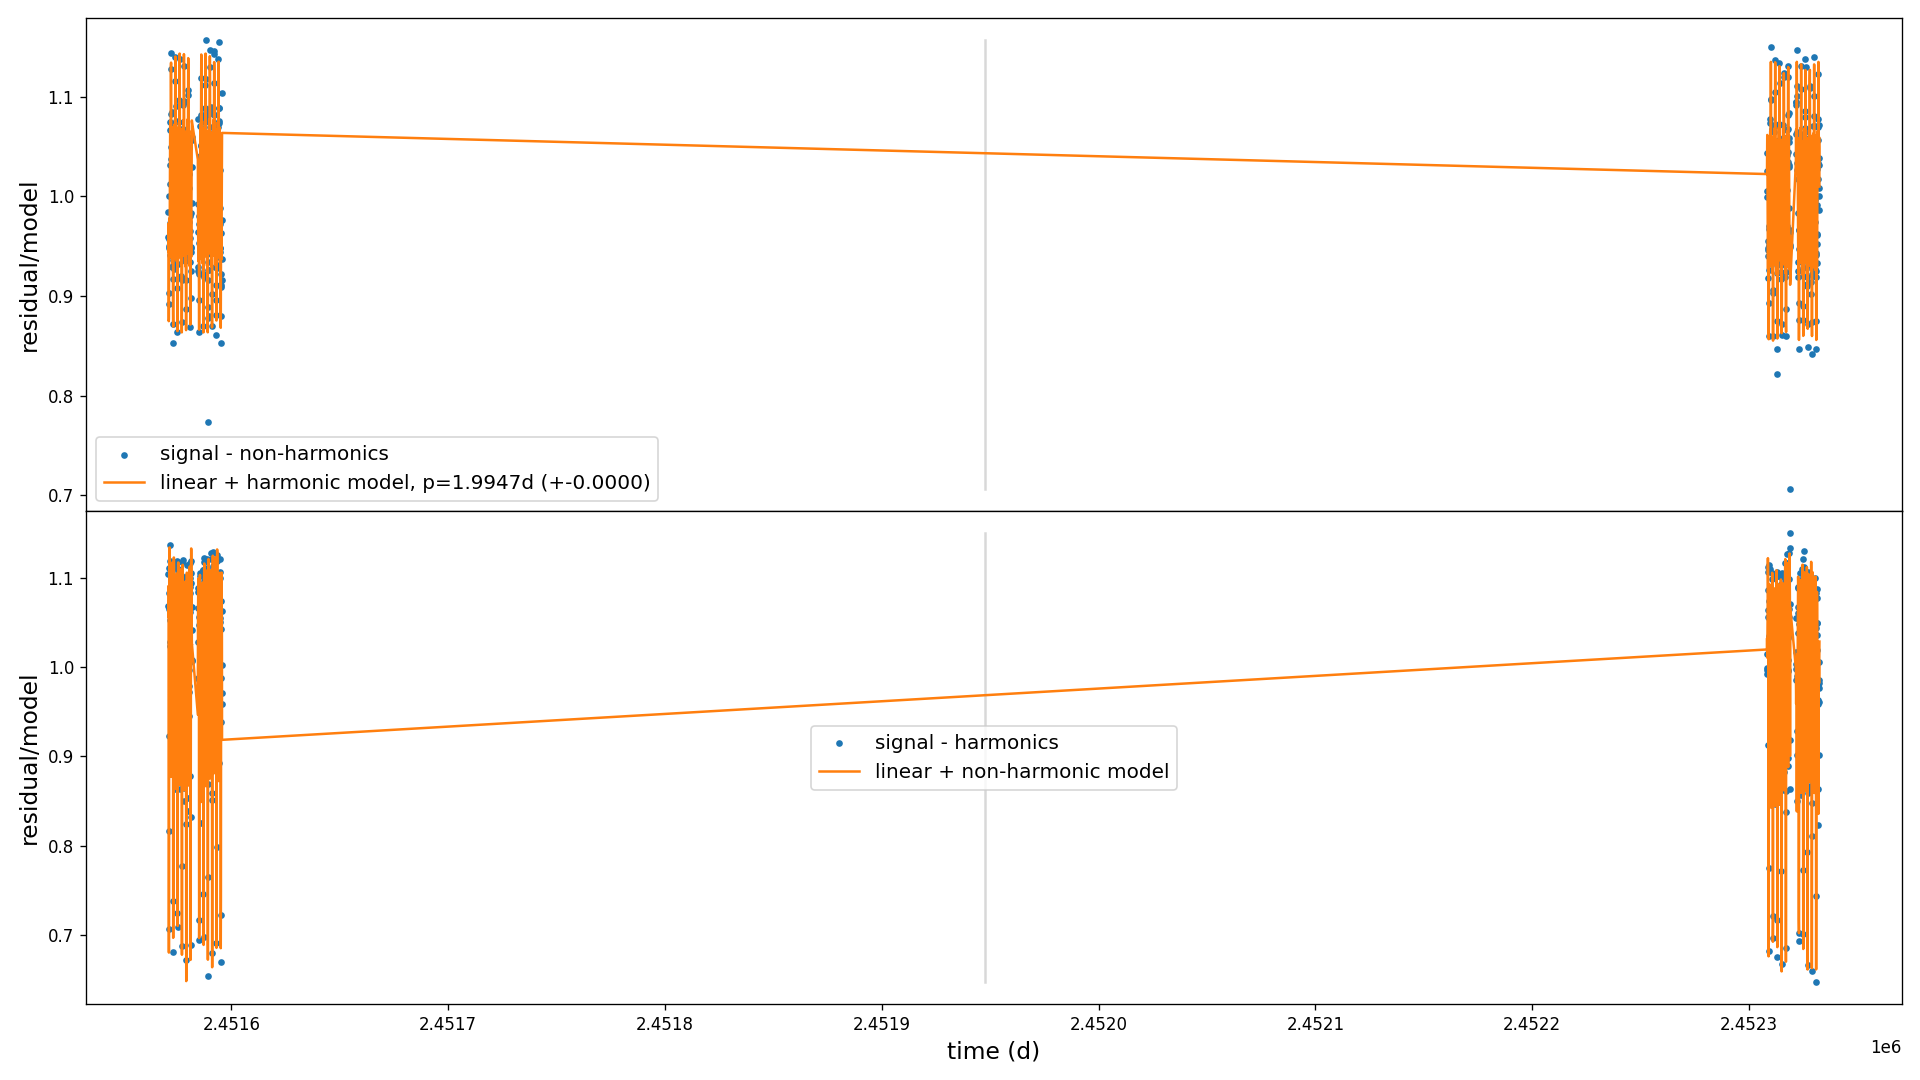 1.1
1.0
0.9
0.8
0.7
residual/model
signal - non-harmonics
linear + harmonic model, p=1.9947d (+-0.0000)
1.1
1.0
0.9
0.8
0.7
residual/model
signal - harmonics
linear + non-harmonic model
2.4516 2.4517 2.4518 2.4519 2.4520 2.4521 2.4522 2.4523
1e6
time (d)